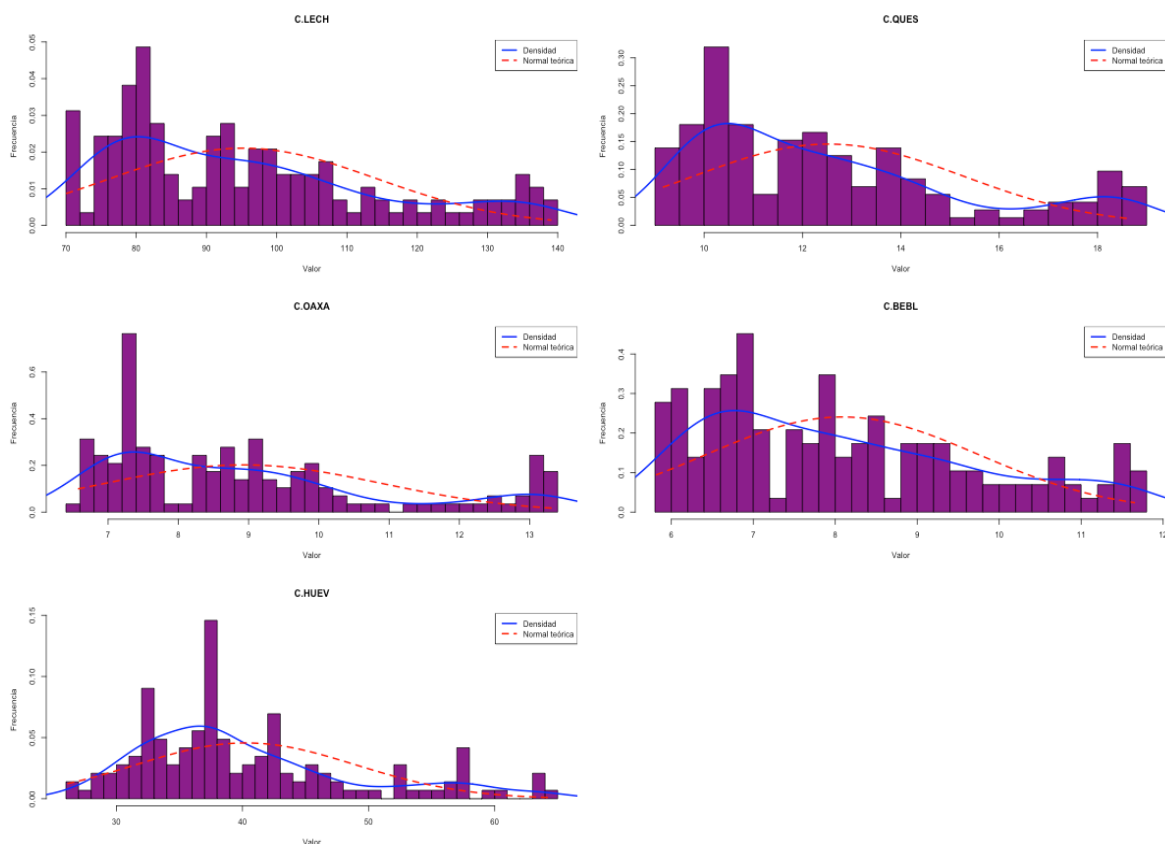 C.LECH
Densidad
Normal teórica
Frecuencia
0.00 0.01 0.02 0.03 0.04 0.05
70 80 90 100 110 120 130 140
Valor
C.QUES
Densidad
Normal teórica
Frecuencia
0.00 0.05 0.10 0.15 0.20 0.25 0.30
10 12 14 16 18
Valor
C.OAXA
Densidad
Normal teórica
Frecuencia
0.0 0.2 0.4 0.6
7 8 9 10 11 12 13
Valor
C.BEBL
Densidad
Normal teórica
Frecuencia
0.0 0.1 0.2 0.3 0.4
6 7 8 9 10 11 12
Valor
C.HUEV
Densidad
Normal teórica
Frecuencia
0.00 0.05 0.10 0.15
30 40 50 60
Valor